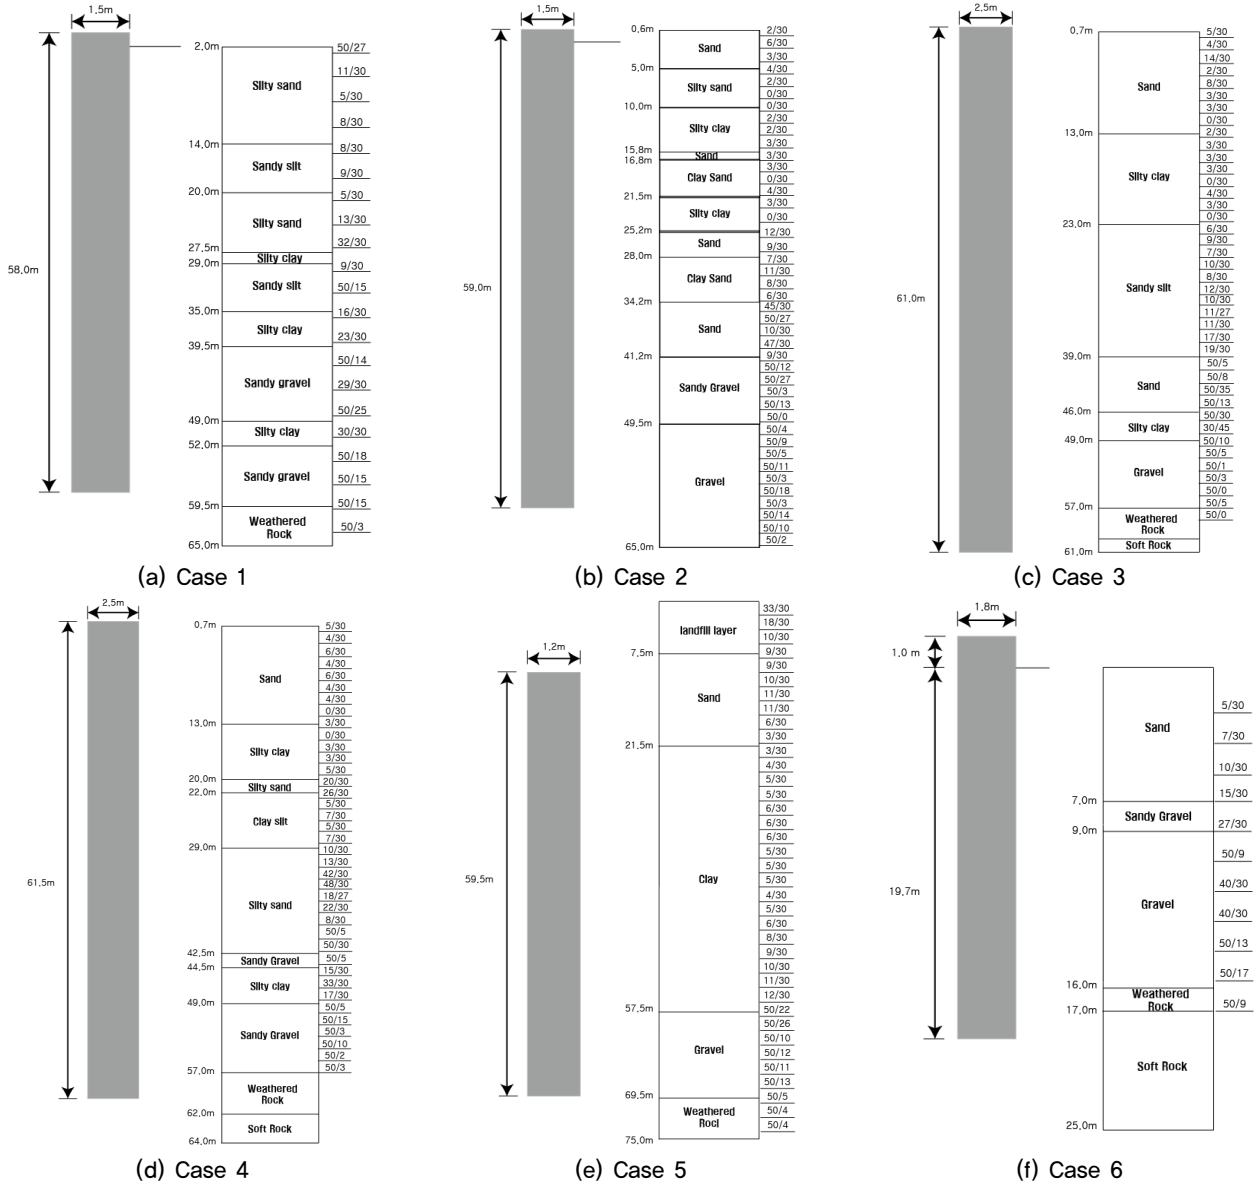 1.5m
58.0m
2.0m
Silty sand
14.0m
Sandy silt
20.0m
Silty sand
27.5m
Silty clay
29.0m
Sandy silt
35.0m
Silty clay
39.5m
Sandy gravel
49.0m
Silty clay
52.0m
Sandy gravel
59.5m
Weathered
Rock
65.0m
50/27
11/30
5/30
8/30
8/30
9/30
5/30
13/30
32/30
9/30
50/15
16/30
23/30
50/14
29/30
50/25
30/30
50/18
50/15
50/15
50/3
(a) Case 1
1.5m
59.0m
0.6m
Sand
5.0m
Silty sand
10.0m
Silty clay
15.8m
Sand
16.8m
Clay Sand
21.5m
Silty clay
25.2m
Sand
28.0m
Clay Sand
34.2m
Sand
41.2m
Sandy Gravel
49.5m
Gravel
65.0m
2/30
6/30
3/30
4/30
2/30
0/30
0/30
2/30
2/30
3/30
3/30
3/30
0/30
4/30
3/30
0/30
12/30
9/30
7/30
11/30
8/30
6/30
45/30
50/27
10/30
47/30
9/30
50/12
50/27
50/3
50/13
50/0
50/4
50/9
50/5
50/11
50/3
50/18
50/3
50/14
50/10
50/2
(b) Case 2
2.5m
61.0m
0.7m
Sand
13.0m
Silty clay
23.0m
Sandy silt
39.0m
Sand
46.0m
Silty clay
49.0m
Gravel
57.0m
Weathered
Rock
Soft Rock
61.0m
5/30
4/30
14/30
2/30
8/30
3/30
3/30
0/30
2/30
3/30
3/30
3/30
0/30
4/30
3/30
0/30
6/30
9/30
7/30
10/30
8/30
12/30
10/30
11/27
11/30
17/30
19/30
50/5
50/8
50/35
50/13
50/30
30/45
50/10
50/5
50/1
50/3
50/0
50/5
50/0
(c) Case 3
2.5m
61.5m
0.7m
Sand
13.0m
Silty clay
20.0m
Silty sand
22.0m
Clay silt
29.0m
Silty sand
42.5m
Sandy Gravel
44.5m
Silty clay
49.0m
Sandy Gravel
57.0m
Weathered
Rock
62.0m
Soft Rock
64.0m
5/30
4/30
6/30
4/30
6/30
4/30
4/30
0/30
3/30
0/30
3/30
3/30
5/30
20/30
26/30
5/30
7/30
5/30
7/30
10/30
13/30
42/30
48/30
18/27
22/30
8/30
50/5
50/30
50/5
15/30
33/30
17/30
50/5
50/15
50/3
50/10
50/2
50/3
(d) Case 4
1.2m
59.5m
landfill layer
7.5m
Sand
21.5m
Clay
57.5m
Gravel
69.5m
Weathered
Rocl
75.0m
33/30
18/30
10/30
9/30
9/30
10/30
11/30
11/30
6/30
3/30
3/30
4/30
5/30
5/30
6/30
6/30
6/30
5/30
5/30
5/30
4/30
5/30
6/30
8/30
9/30
10/30
11/30
12/30
50/22
50/26
50/10
50/12
50/11
50/13
50/5
50/4
50/4
(e) Case 5
1.8m
1.0 m
19.7m
Sand
7.0m
Sandy Gravel
9.0m
Gravel
16.0m
Weathered
Rock
17.0m
Soft Rock
25.0m
5/30
7/30
10/30
15/30
27/30
50/9
40/30
40/30
50/13
50/17
50/9
(f) Case 6